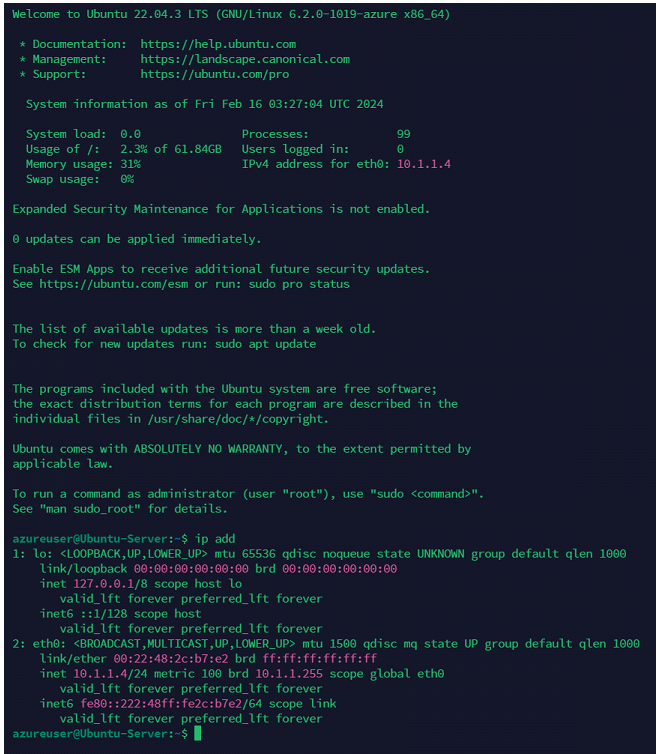 Welcome to Ubuntu 22.04.3 LTS (GNU/Linux 6.2.0-1019-azure x86_64)
* Documentation:  https://help.ubuntu.com
* Management:     https://landscape.canonical.com
* Support:        https://ubuntu.com/pro
System information as of Fri Feb 16 03:27:04 UTC 2024
System load:  0.0               Processes:             99
Usage of /:   2.3% of 61.84GB   Users logged in:       0
Memory usage: 31%               IPv4 address for eth0: 10.1.1.4
Swap usage:   0%
Expanded Security Maintenance for Applications is not enabled.
0 updates can be applied immediately.
Enable ESM Apps to receive additional future security updates.
See https://ubuntu.com/esm or run: sudo pro status
The list of available updates is more than a week old.
To check for new updates run: sudo apt update
The programs included with the Ubuntu system are free software;
the exact distribution terms for each program are described in the
individual files in /usr/share/doc/*/copyright.
Ubuntu comes with ABSOLUTELY NO WARRANTY, to the extent permitted by
applicable law.
To run a command as administrator (user "root"), use "sudo <command>".
See "man sudo_root" for details.
azureuser@Ubuntu-Server:~$ ip add
1: lo: <LOOPBACK,UP,LOWER_UP> mtu 65536 qdisc noqueue state UNKNOWN group default qlen 1000
link/loopback 00:00:00:00:00:00 brd 00:00:00:00:00:00
inet 127.0.0.1/8 scope host lo
valid_lft forever preferred_lft forever
inet6 ::1/128 scope host
valid_lft forever preferred_lft forever
2: eth0: <BROADCAST,MULTICAST,UP,LOWER_UP> mtu 1500 qdisc mq state UP group default qlen 1000
link/ether 00:22:48:2c:b7:e2 brd ff:ff:ff:ff:ff:ff
inet 10.1.1.4/24 metric 100 brd 10.1.1.255 scope global eth0
valid_lft forever preferred_lft forever
inet6 fe80::222:48ff:fe2c:b7e2/64 scope link
valid_lft forever preferred_lft forever
azureuser@Ubuntu-Server:~$